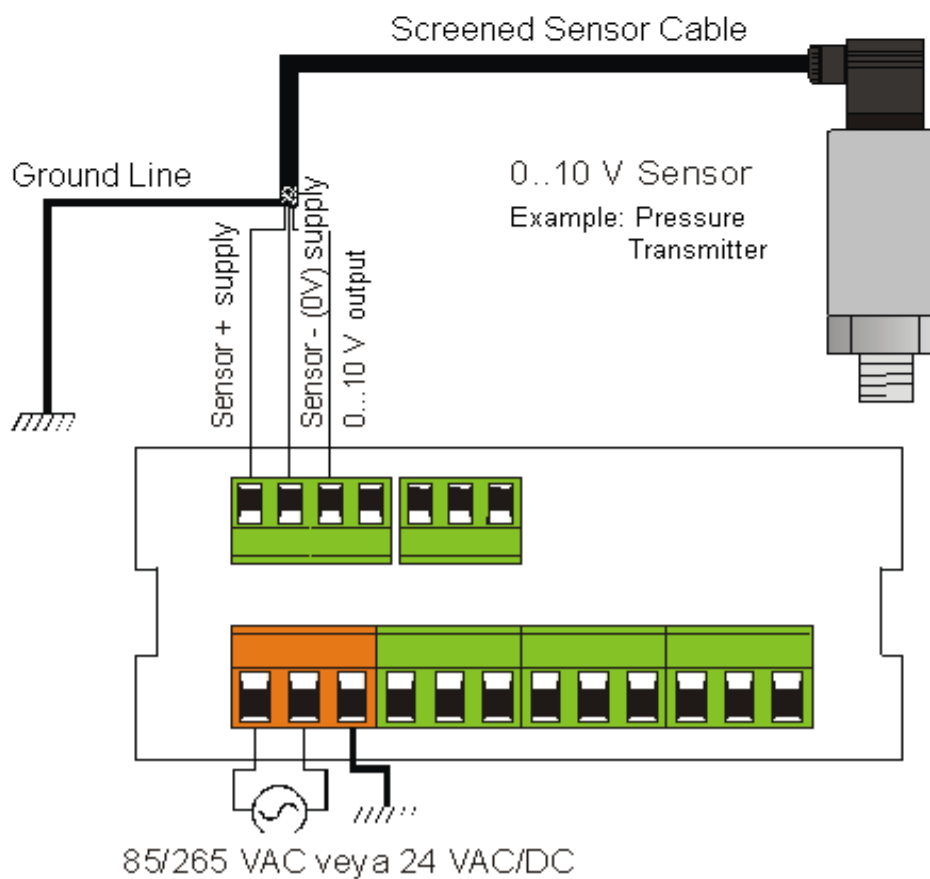 Screened Sensor Cable
Ground Line
0..10 V Sensor
Example: Pressure
Transmitter
Sensor + supply
Sensor - (0V) supply
0...10 V output
85/265 VAC veya 24 VAC/DC